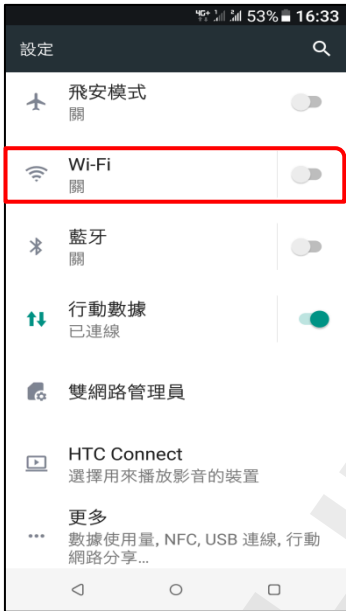 4G+ 53% 16:33
設定
飛安模式
關
Wi-Fi
關
藍牙
關
行動數據
已連線
雙網路管理員
HTC Connect
選擇用來播放影音的裝置
更多
數據使用量, NFC, USB 連線, 行動
網路分享...